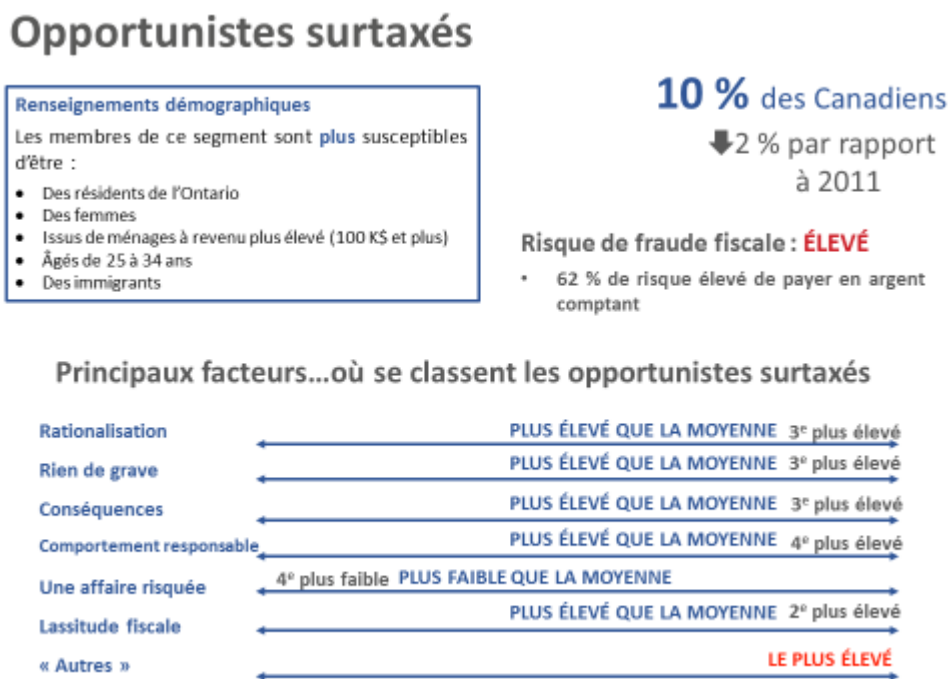 Opportunistes surtaxés
Renseignements démographiques
Les membres de ce segment sont plus susceptibles
d'être :
• Des résidents de l'Ontario
• Des femmes
• Issus de ménages à revenu plus élevé (100 K$ et plus)
• Âgés de 25 à 34 ans
• Des immigrants
10 % des Canadiens
🡇2 % par rapport
à 2011
Risque de fraude fiscale : ÉLEVÉ
• 62 % de risque élevé de payer en argent
comptant
Principaux facteurs...où se classent les opportunistes surtaxés
Rationalisation PLUS ÉLEVÉ QUE LA MOYENNE 3e plus élevé
Rien de grave PLUS ÉLEVÉ QUE LA MOYENNE 3e plus élevé
Conséquences PLUS ÉLEVÉ QUE LA MOYENNE 3e plus élevé
Comportement responsable PLUS ÉLEVÉ QUE LA MOYENNE 4e plus élevé
Une affaire risquée 4e plus faible PLUS FAIBLE QUE LA MOYENNE
Lassitude fiscale PLUS ÉLEVÉ QUE LA MOYENNE 2e plus élevé
« Autres » LE PLUS ÉLEVÉ